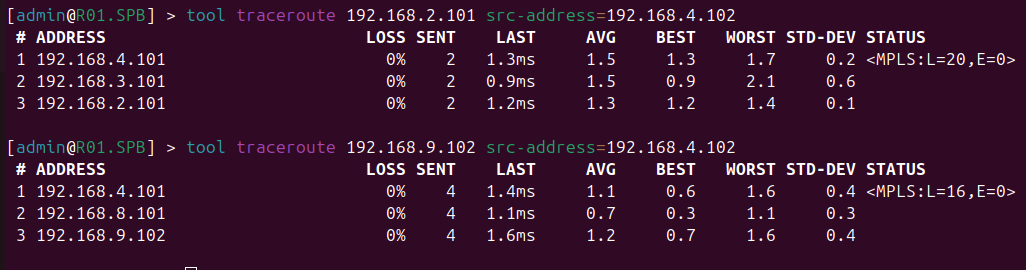 [admin@R01.SPB] > tool traceroute 192.168.2.101 src-address=192.168.4.102
# ADDRESS LOSS SENT LAST AVG BEST WORST STD-DEV STATUS
1 192.168.4.101 0% 2 1.3ms 1.5 1.3 1.7 0.2 <MPLS:L=20,E=0>
2 192.168.3.101 0% 2 0.9ms 1.5 0.9 2.1 0.6
3 192.168.2.101 0% 2 1.2ms 1.3 1.2 1.4 0.1
[admin@R01.SPB] > tool traceroute 192.168.9.102 src-address=192.168.4.102
# ADDRESS LOSS SENT LAST AVG BEST WORST STD-DEV STATUS
1 192.168.4.101 0% 4 1.4ms 1.1 0.6 1.6 0.4 <MPLS:L=16,E=0>
2 192.168.8.101 0% 4 1.1ms 0.7 0.3 1.1 0.3
3 192.168.9.102 0% 4 1.6ms 1.2 0.7 1.6 0.4